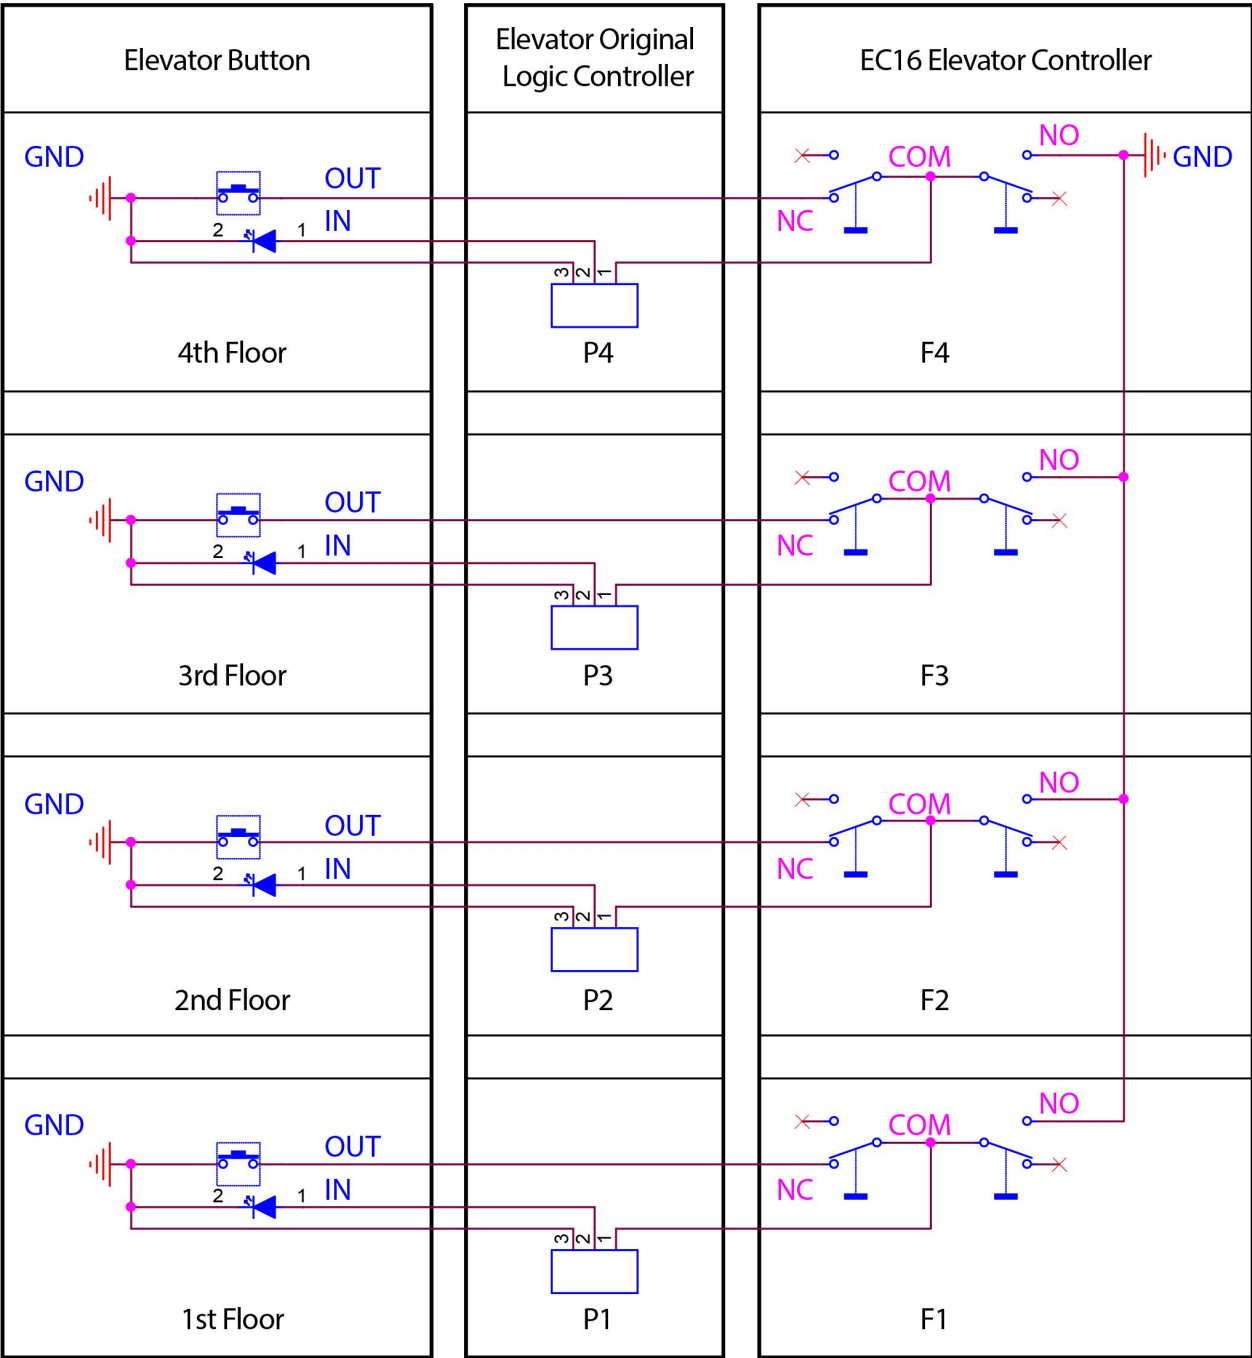 Elevator Button
Elevator Original
Logic Controller
EC16 Elevator Controller
GND
OUT
IN
2
1
3
2
1
NC
COM
NO
GND
4th Floor
P4
F4
GND
OUT
IN
2
1
3
2
1
NC
COM
NO
3rd Floor
P3
F3
GND
OUT
IN
2
1
3
2
1
NC
COM
NO
2nd Floor
P2
F2
GND
OUT
IN
2
1
3
2
1
NC
COM
NO
1st Floor
P1
F1